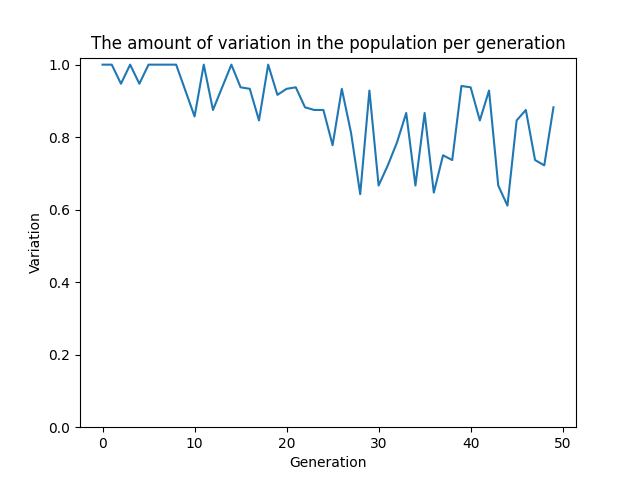 The amount of variation in the population per generation
1.0
0.8
0.6
0.4
0.2
0.0
Variation
0 10 20 30 40 50
Generation